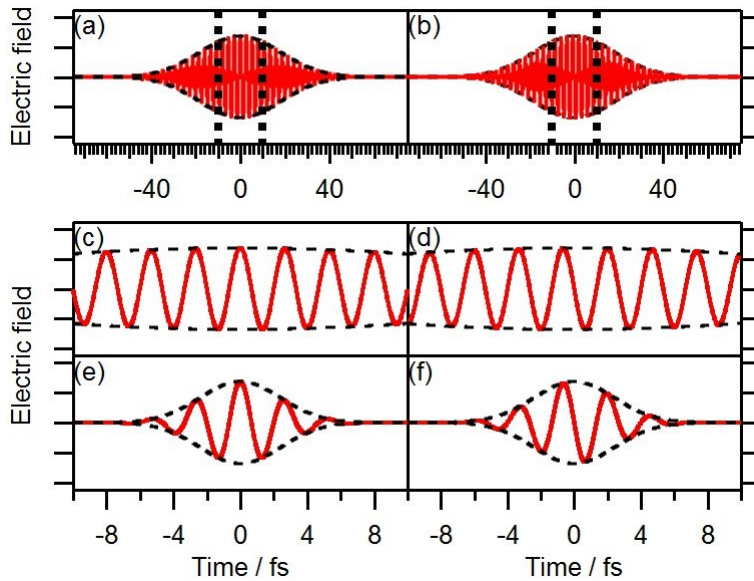 (a) (b)
Electric field
-40 0 40 -40 0 40
(c) (d)
Electric field
(e) (f)
-8 -4 0 4 8 -8 -4 0 4 8
Time / fs Time / fs